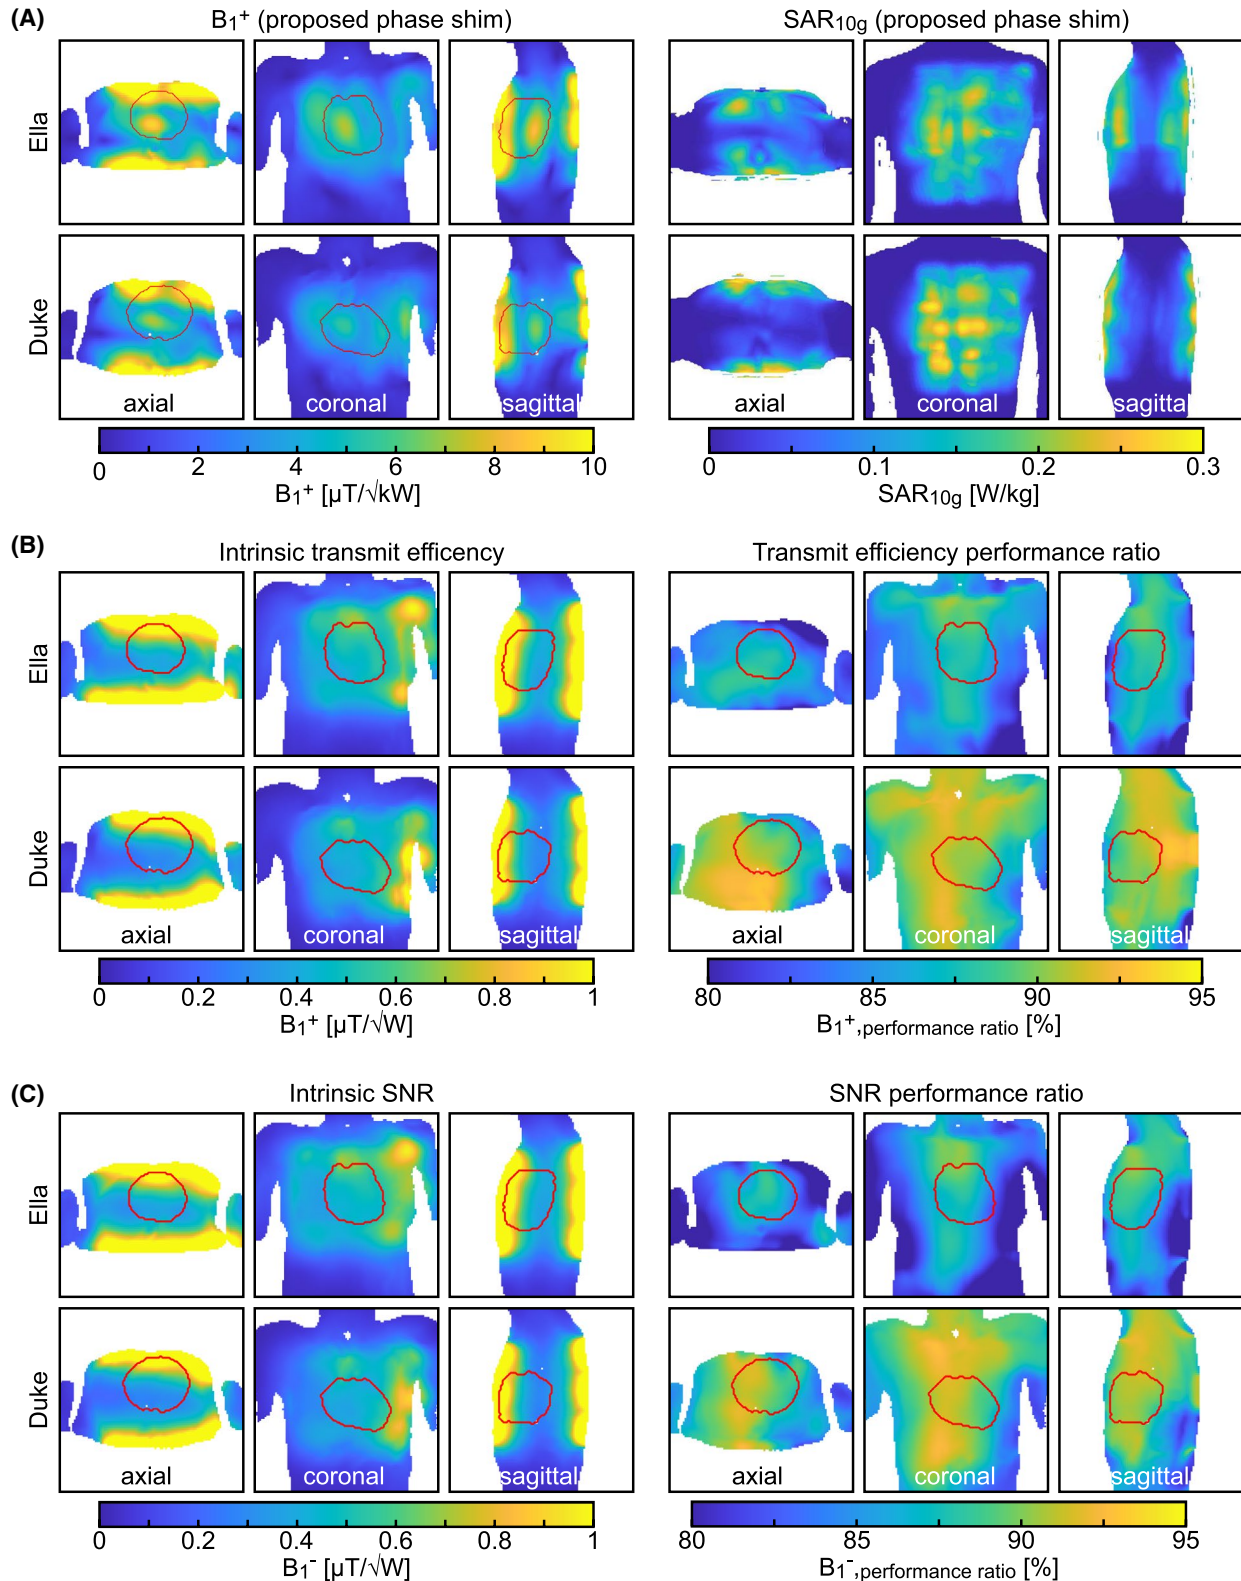 (A)
B₁⁺ (proposed phase shim)
SAR₁₀g (proposed phase shim)
Ella
Duke
axial
coronal
sagittal
axial
coronal
sagittal
0 2 4 6 8 10
B₁⁺ [µT/√kW]
0 0.1 0.2 0.3
SAR₁₀g [W/kg]
(B)
Intrinsic transmit efficency
Transmit efficiency performance ratio
Ella
Duke
axial
coronal
sagittal
axial
coronal
sagittal
0 0.2 0.4 0.6 0.8 1
B₁⁺ [µT/√W]
80 85 90 95
B₁⁺,performance ratio [%]
(C)
Intrinsic SNR
SNR performance ratio
Ella
Duke
axial
coronal
sagittal
axial
coronal
sagittal
0 0.2 0.4 0.6 0.8 1
B₁⁻ [µT/√W]
80 85 90 95
B₁⁻,performance ratio [%]